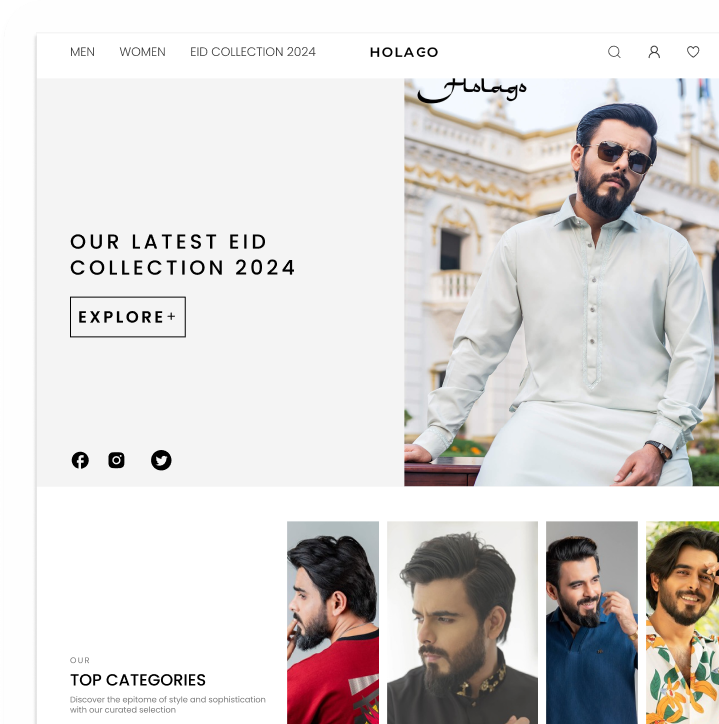 MEN WOMEN EID COLLECTION 2024 HOLAGO
Holago
OUR LATEST EID
COLLECTION 2024
EXPLORE+
OUR
TOP CATEGORIES
Discover the epitome of style and sophistication
with our curated selection